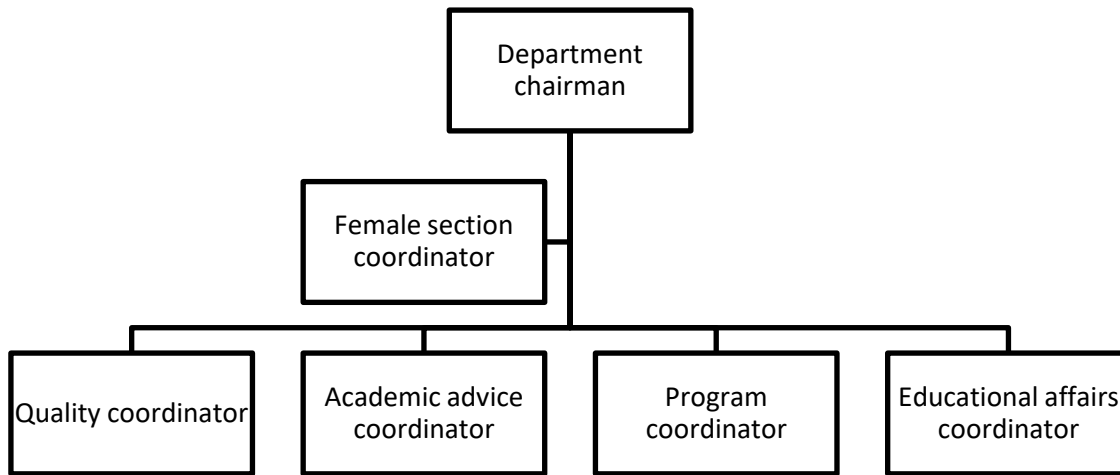 Department
chairman
Female section
coordinator
Quality coordinator
Academic advice
coordinator
Program
coordinator
Educational affairs
coordinator